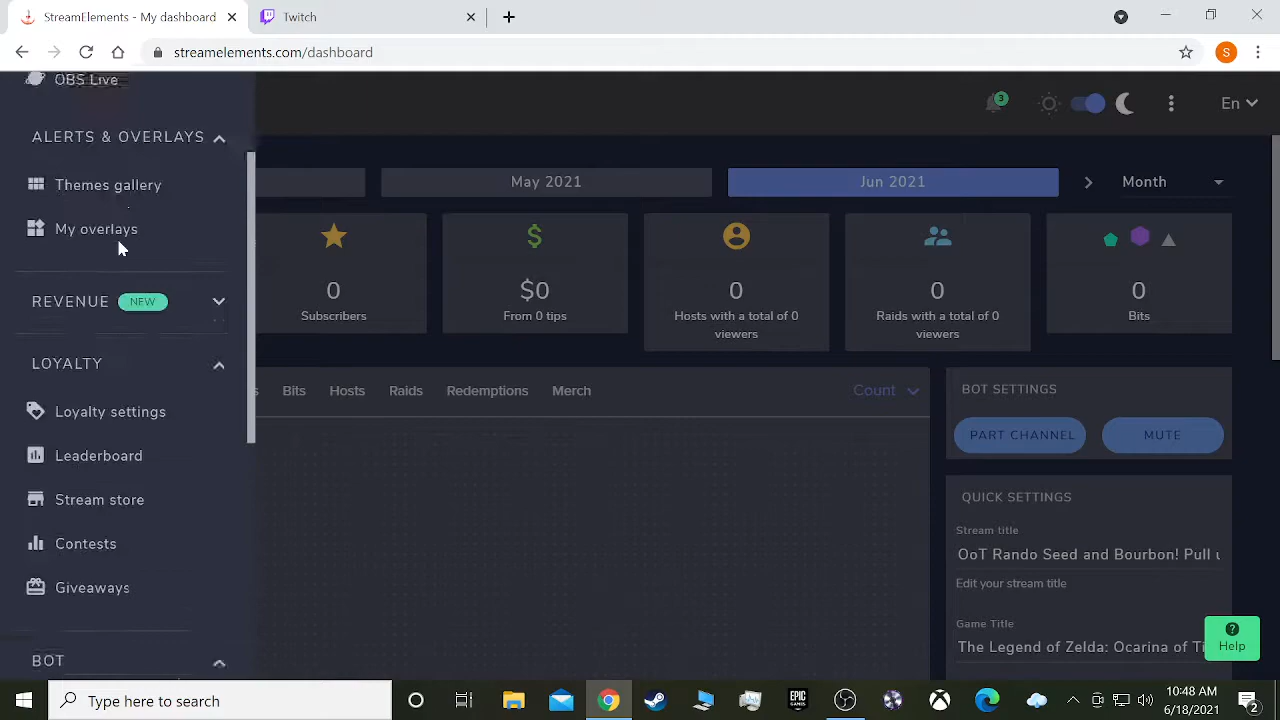 StreamElements - My dashboard
Twitch
streamelements.com/dashboard
S
OBS Live
3
En
ALERTS & OVERLAYS
Themes gallery
My overlays
REVENUE NEW
LOYALTY
Loyalty settings
Leaderboard
Stream store
Contests
Giveaways
BOT
May 2021
Jun 2021
Month
0
Subscribers
$
$0
From 0 tips
0
Hosts with a total of 0
viewers
0
Raids with a total of 0
viewers
0
Bits
s Bits Hosts Raids Redemptions Merch
Count
BOT SETTINGS
PART CHANNEL
MUTE
QUICK SETTINGS
Stream title
OoT Rando Seed and Bourbon! Pull u
Edit your stream title
Game Title
The Legend of Zelda: Ocarina of Ti
? Help
Type here to search
EPIC GAMES
10:48 AM
6/18/2021
2